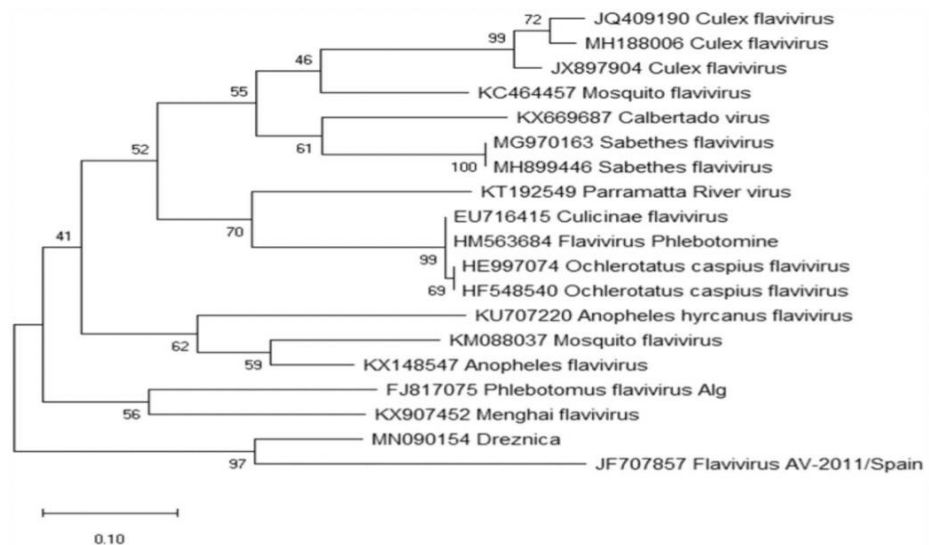 72
JQ409190 Culex flavivirus
99
MH188006 Culex flavivirus
46
JX897904 Culex flavivirus
55
KC464457 Mosquito flavivirus
KX669687 Calbertado virus
61
MG970163 Sabethes flavivirus
52
100
MH899446 Sabethes flavivirus
KT192549 Parramatta River virus
70
EU716415 Culicinae flavivirus
41
HM563684 Flavivirus Phlebotomine
99
HE997074 Ochlerotatus caspius flavivirus
69
HF548540 Ochlerotatus caspius flavivirus
KU707220 Anopheles hyrcanus flavivirus
62
KM088037 Mosquito flavivirus
59
KX148547 Anopheles flavivirus
FJ817075 Phlebotomus flavivirus Alg
56
KX907452 Menghai flavivirus
MN090154 Dreznica
97
JF707857 Flavivirus AV-2011/Spain
0.10